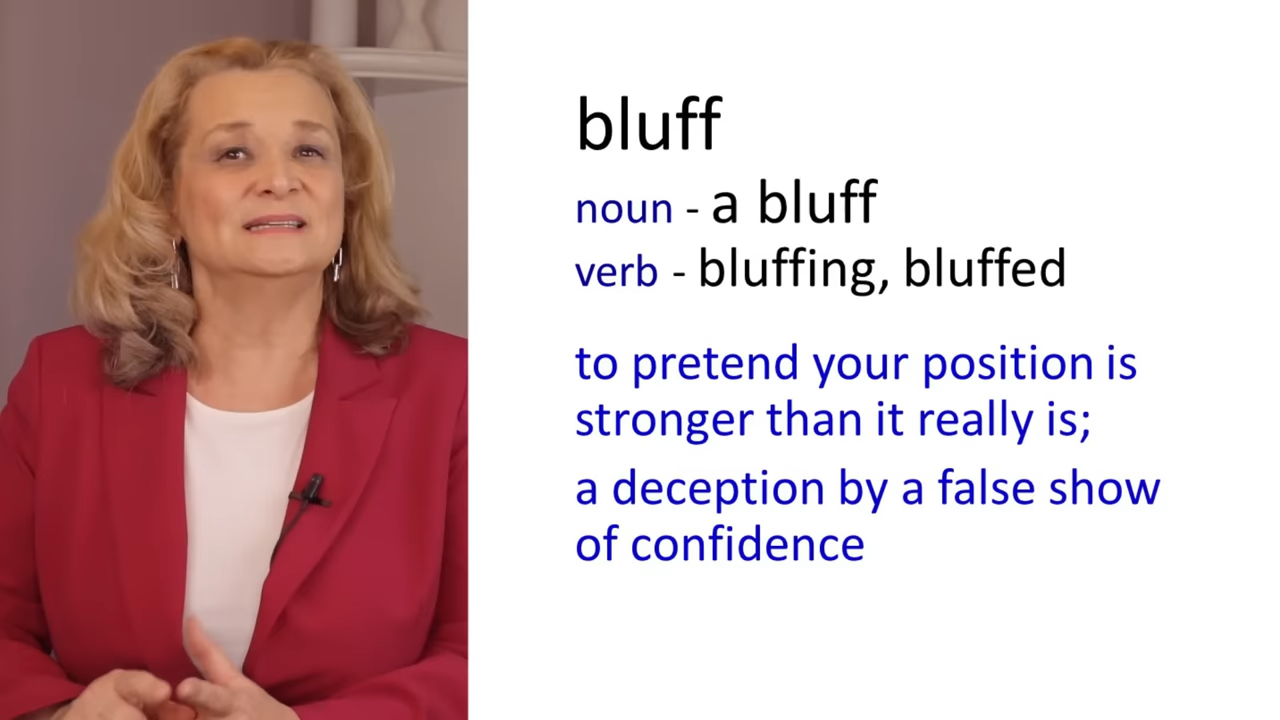 bluff
noun - a bluff
verb - bluffing, bluffed
to pretend your position is
stronger than it really is;
a deception by a false show
of confidence